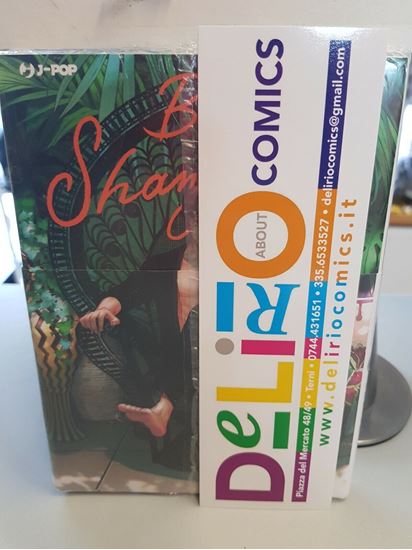 J-POP
B
Shan
DeLiRiO
ABOUT
COMICS
Piazza del Mercato 48/49 • Terni • 0744.431651 • 335.6533527 • deliriocomics@gmail.com
www.deliriocomics.it